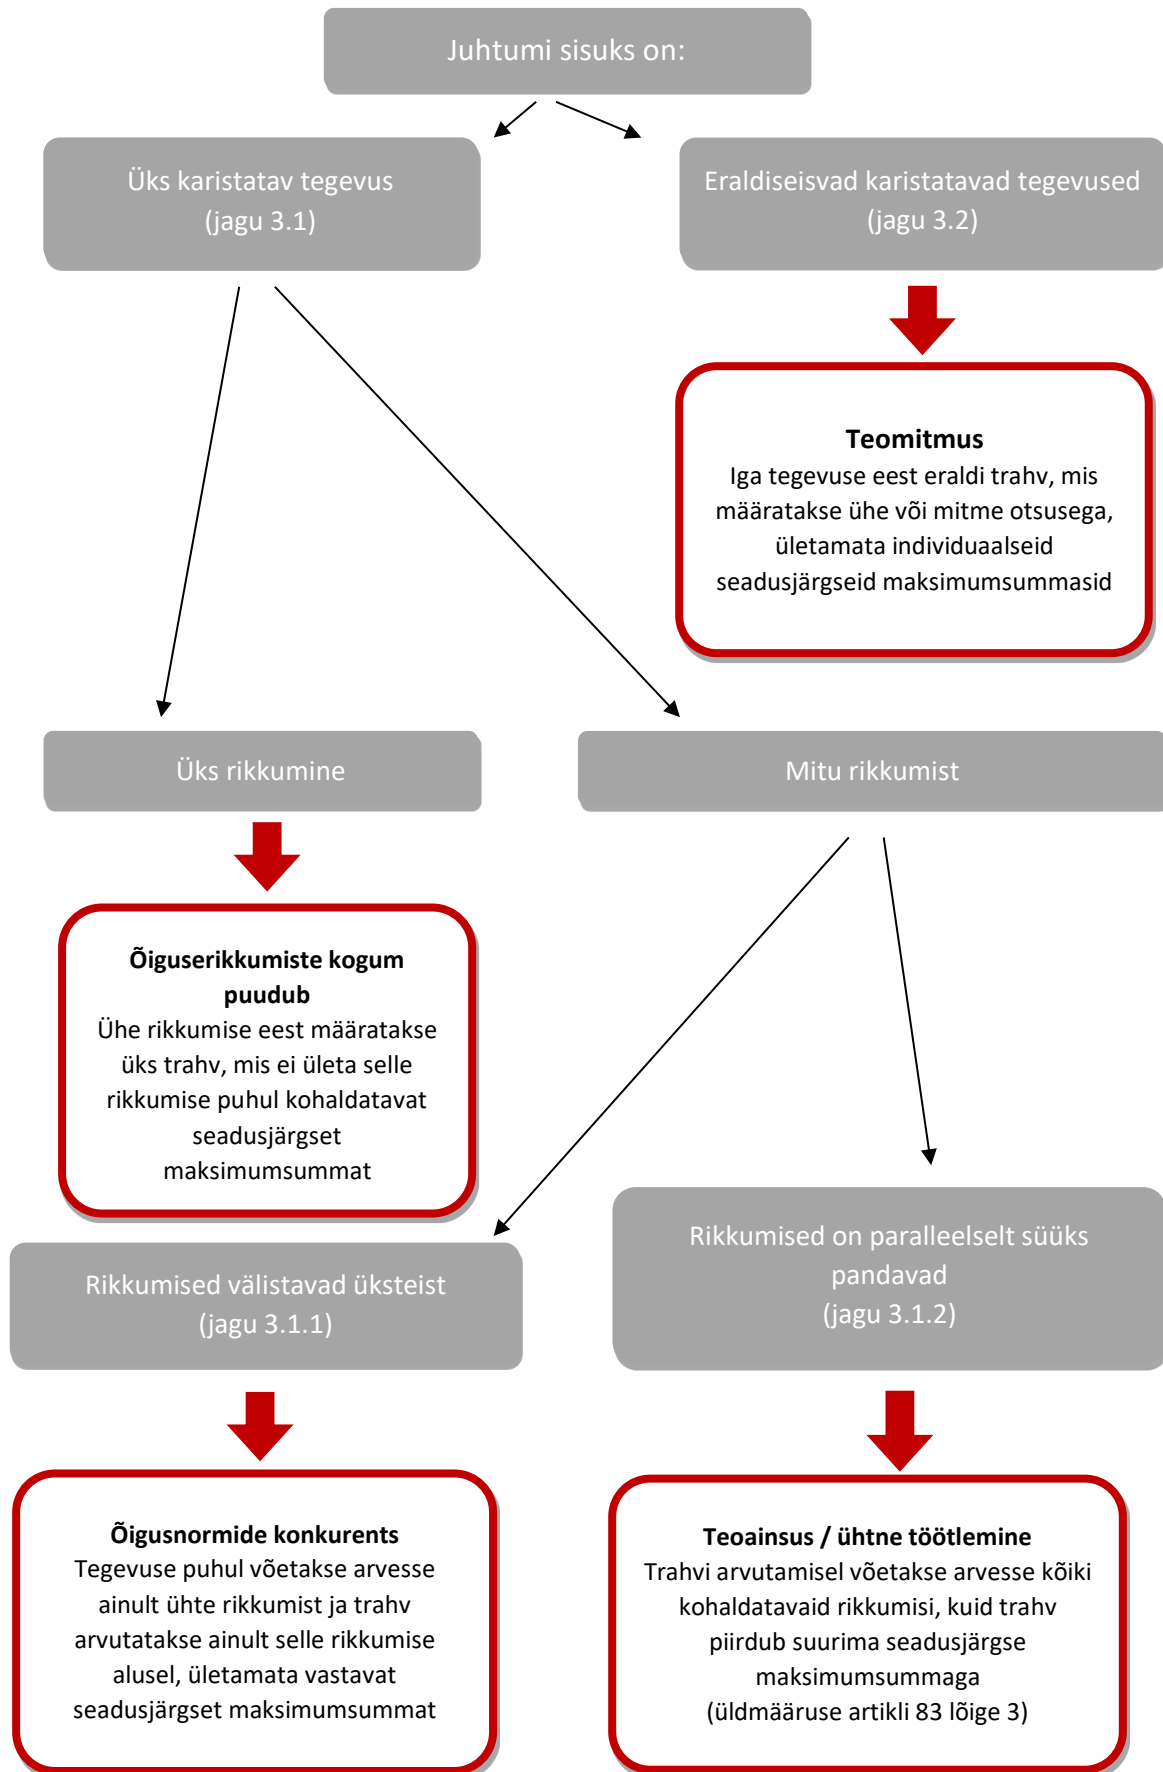 Juhtumi sisuks on:
Üks karistatav tegevus
(jagu 3.1)
Eraldiseisvad karistatavad tegevused
(jagu 3.2)
Teomitmus
Iga tegevuse eest eraldi trahv, mis
määratakse ühe või mitme otsusega,
ületamata individuaalseid
seadusjärgseid maksimumsummasid
Üks rikkumine
Mitu rikkumist
Õiguserikkumiste kogum
puudub
Ühe rikkumise eest määratakse
üks trahv, mis ei ületa selle
rikkumise puhul kohaldatavat
seadusjärgset
maksimumsummat
Rikkumised välistavad üksteist
(jagu 3.1.1)
Rikkumised on paralleelselt süüks
pandavad
(jagu 3.1.2)
Õigusnormide konkurents
Tegevuse puhul võetakse arvesse
ainult ühte rikkumist ja trahv
arvutatakse ainult selle rikkumise
alusel, ületamata vastavat
seadusjärgset maksimumsummat
Teoainsus / ühtne töötlemine
Trahvi arvutamisel võetakse arvesse kõiki
kohaldatavaid rikkumisi, kuid trahv
piirdub suurima seadusjärgse
maksimumsummaga
(üldmääruse artikli 83 lõige 3)